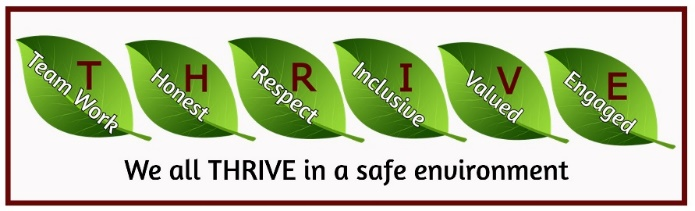 T H R I V E
Team Work Honest Respect Inclusive Valued Engaged
We all THRIVE in a safe environment